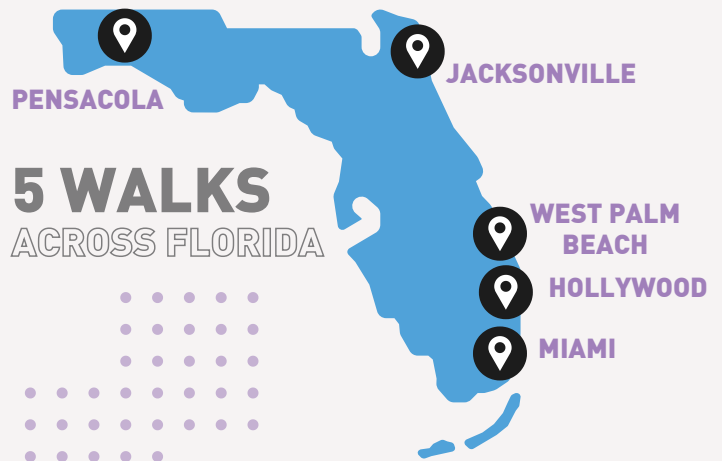 JACKSONVILLE
PENSACOLA
5 WALKS
ACROSS FLORIDA
WEST PALM
BEACH
HOLLYWOOD
MIAMI